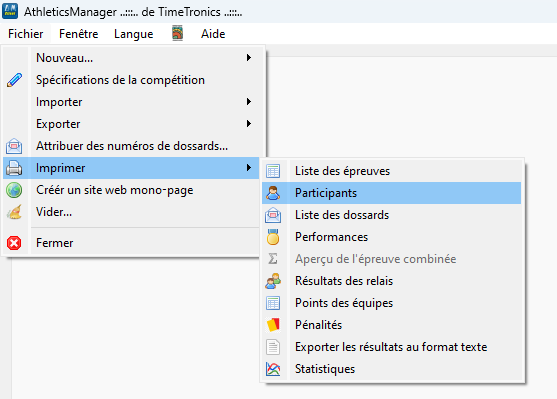 AthleticsManager ..:::.. de TimeTronics ..:::..
Fichier Fenêtre Langue Aide
Nouveau...
Spécifications de la compétition
Importer
Exporter
Attribuer des numéros de dossards...
Imprimer
Créér un site web mono-page
Vider...
Fermer
Liste des épreuves
Participants
Liste des dossards
Performances
Aperçu de l'épreuve combinée
Résultats des relais
Points des équipes
Pénalités
Exporter les résultats au format texte
Statistiques